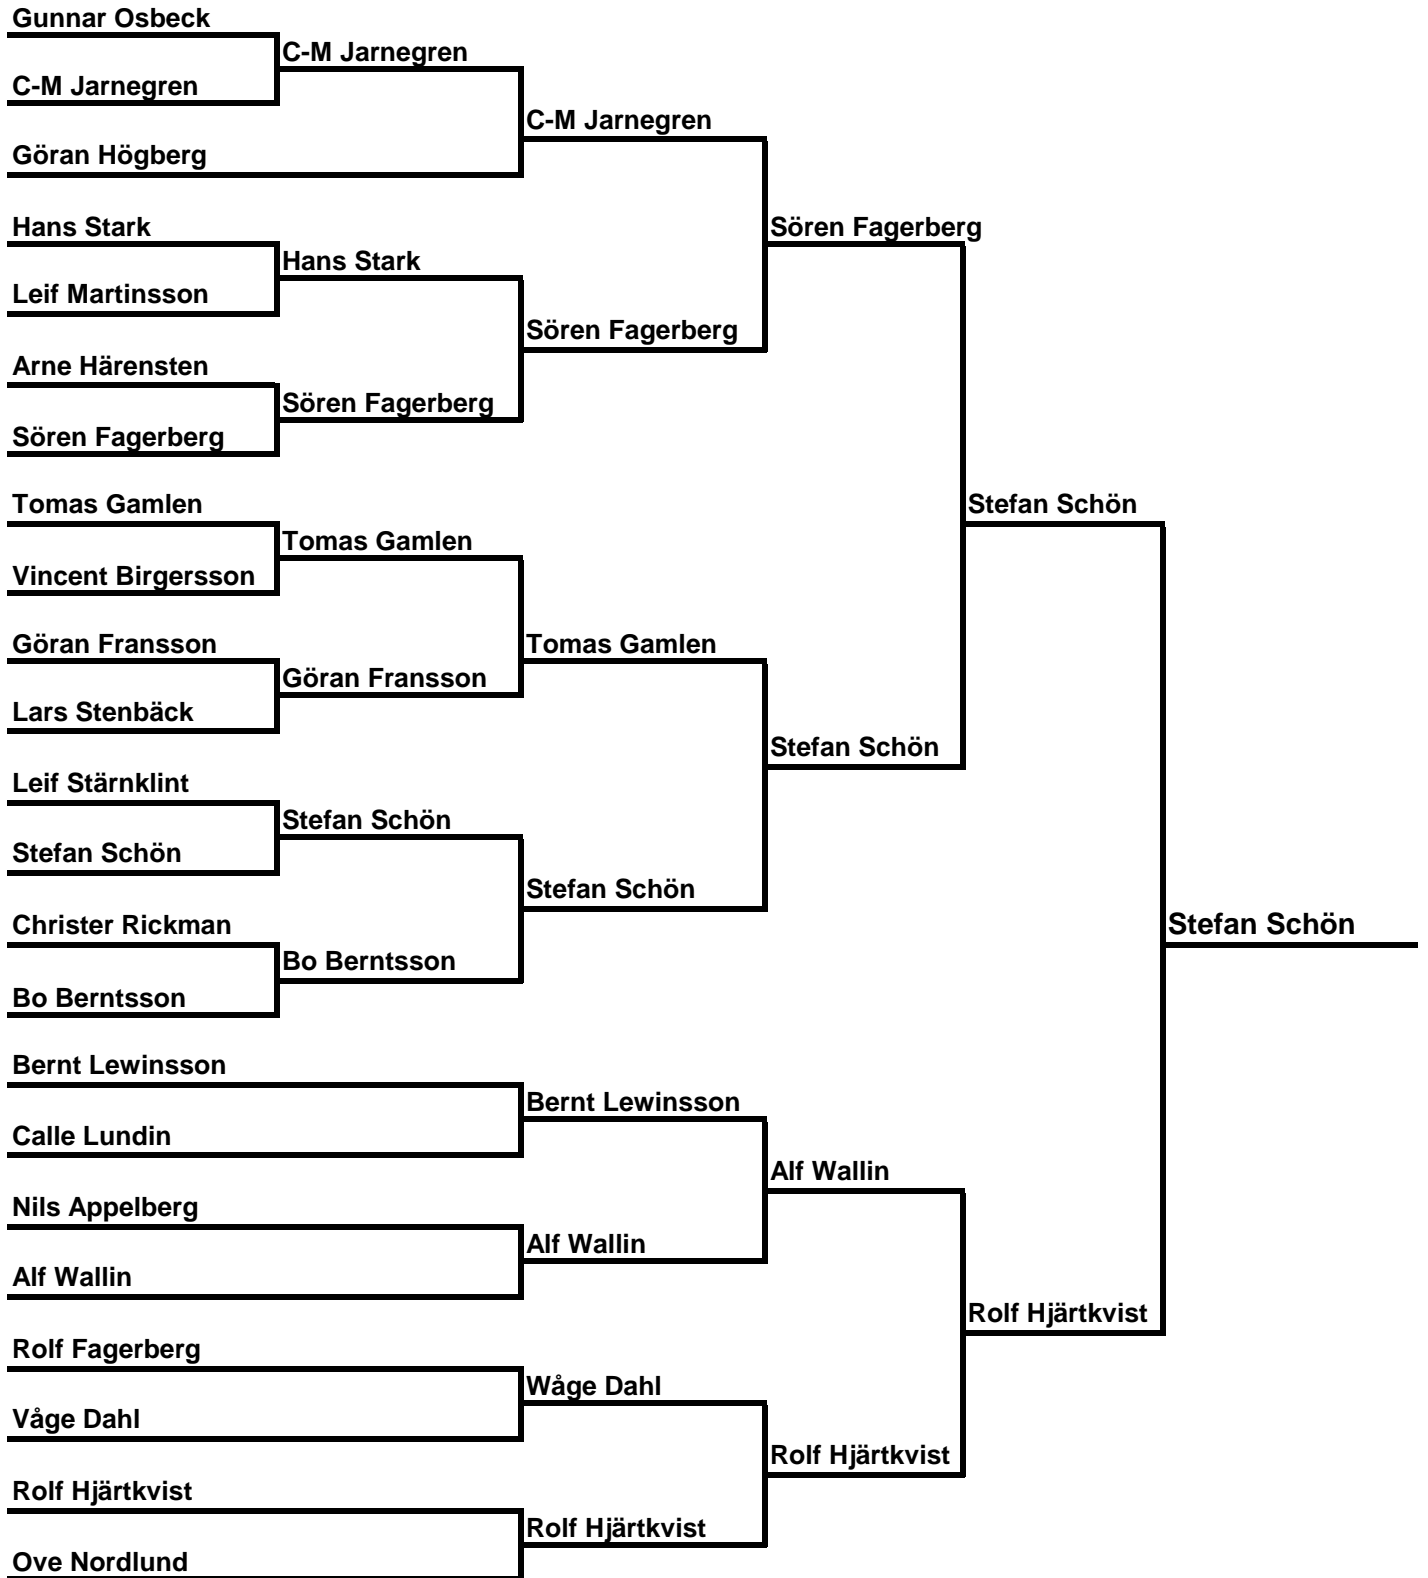 Gunnar Osbeck
C-M Jarnegren
C-M Jarnegren
C-M Jarnegren
Göran Högberg
Hans Stark
Sören Fagerberg
Hans Stark
Leif Martinsson
Sören Fagerberg
Arne Härensten
Sören Fagerberg
Sören Fagerberg
Tomas Gamlen
Stefan Schön
Tomas Gamlen
Vincent Birgersson
Göran Fransson
Tomas Gamlen
Göran Fransson
Lars Stenbäck
Stefan Schön
Leif Stärnklint
Stefan Schön
Stefan Schön
Stefan Schön
Christer Rickman
Stefan Schön
Bo Berntsson
Bo Berntsson
Bernt Lewinsson
Bernt Lewinsson
Calle Lundin
Alf Wallin
Nils Appelberg
Alf Wallin
Alf Wallin
Rolf Hjärtkvist
Rolf Fagerberg
Wåge Dahl
Våge Dahl
Rolf Hjärtkvist
Rolf Hjärtkvist
Rolf Hjärtkvist
Ove Nordlund